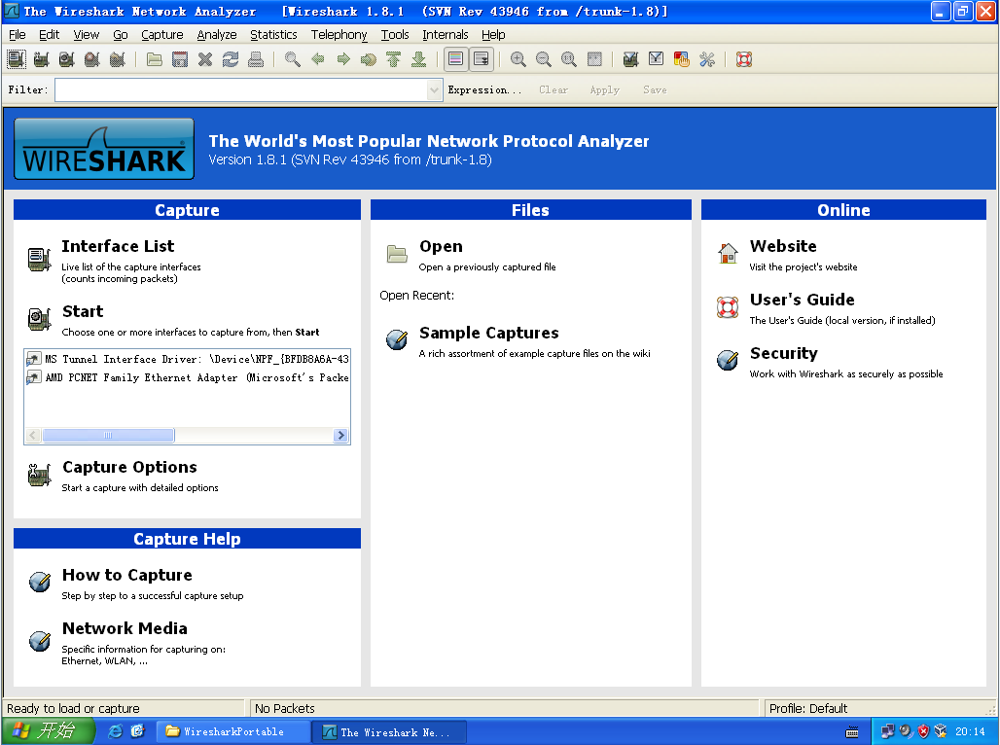 The Wireshark Network Analyzer   [Wireshark 1.8.1  (SVN Rev 43946 from /trunk-1.8)]
File Edit View Go Capture Analyze Statistics Telephony Tools Internals Help
Filter: Expression... Clear Apply Save
WIRESHARK
The World's Most Popular Network Protocol Analyzer
Version 1.8.1 (SVN Rev 43946 from /trunk-1.8)
Capture
Interface List
Live list of the capture interfaces
(counts incoming packets)
Start
Choose one or more interfaces to capture from, then Start
MS Tunnel Interface Driver: \Device\NPF_{BFDB8A6A-43
AMD PCNET Family Ethernet Adapter (Microsoft's Packe
Capture Options
Start a capture with detailed options
Capture Help
How to Capture
Step by step to a successful capture setup
Network Media
Specific information for capturing on:
Ethernet, WLAN, ...
Files
Open
Open a previously captured file
Open Recent:
Sample Captures
A rich assortment of example capture files on the wiki
Online
Website
Visit the project's website
User's Guide
The User's Guide (local version, if installed)
Security
Work with Wireshark as securely as possible
Ready to load or capture
No Packets
Profile: Default
开始
WiresharkPortable
The Wireshark Ne...
20:14